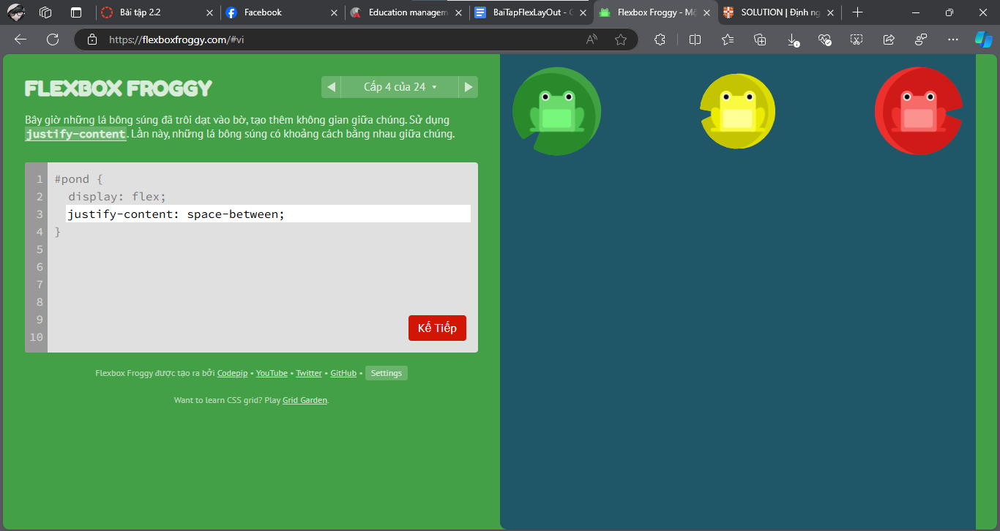 Bài tập 2.2
Facebook
Education managem
BaiTapFlexLayOut - G
Flexbox Froggy - Mộ
SOLUTION | Định ng
https://flexboxfroggy.com/#vi
FLEXBOX FROGGY
Cấp 4 của 24
Bây giờ những lá bông súng đã trôi dạt vào bờ, tạo thêm không gian giữa chúng. Sử dụng
justify-content. Lần này, những lá bông súng có khoảng cách bằng nhau giữa chúng.
1 #pond {
2 display: flex;
3 justify-content: space-between;
4 }
5
6
7
8
9
10
Kế Tiếp
Flexbox Froggy được tạo ra bởi Codepip • YouTube • Twitter • GitHub • Settings
Want to learn CSS grid? Play Grid Garden.